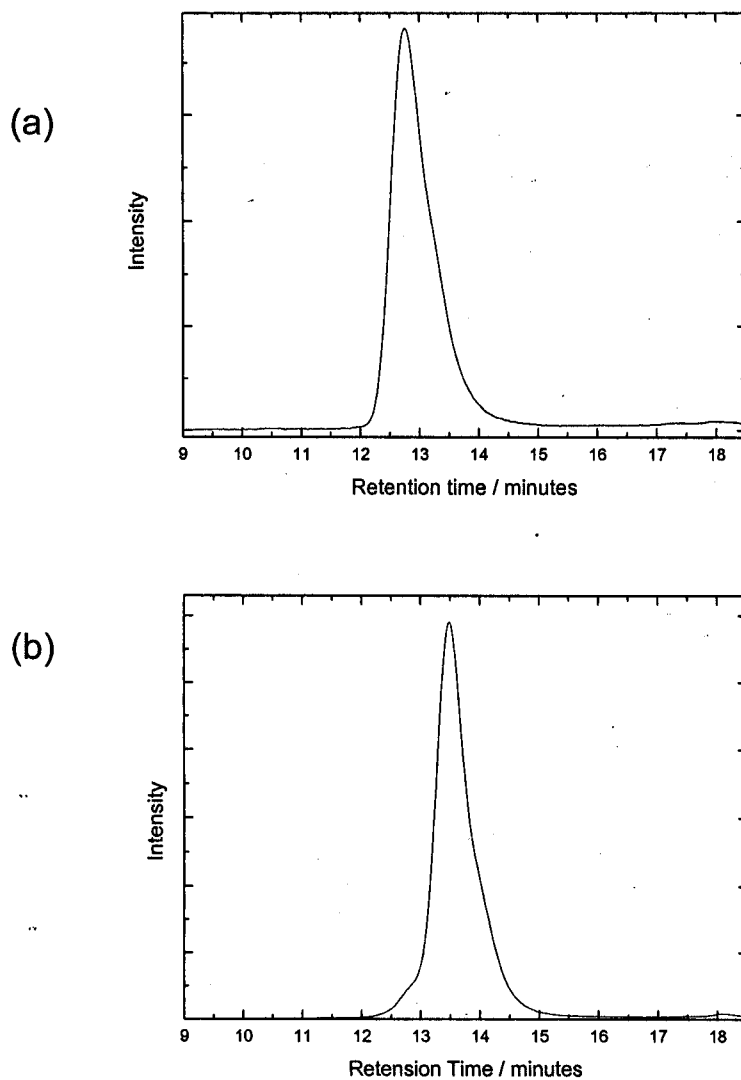 (a)
Intensity
9 10 11 12 13 14 15 16 17 18
Retention time / minutes
(b)
Intensity
9 10 11 12 13 14 15 16 17 18
Retension Time / minutes